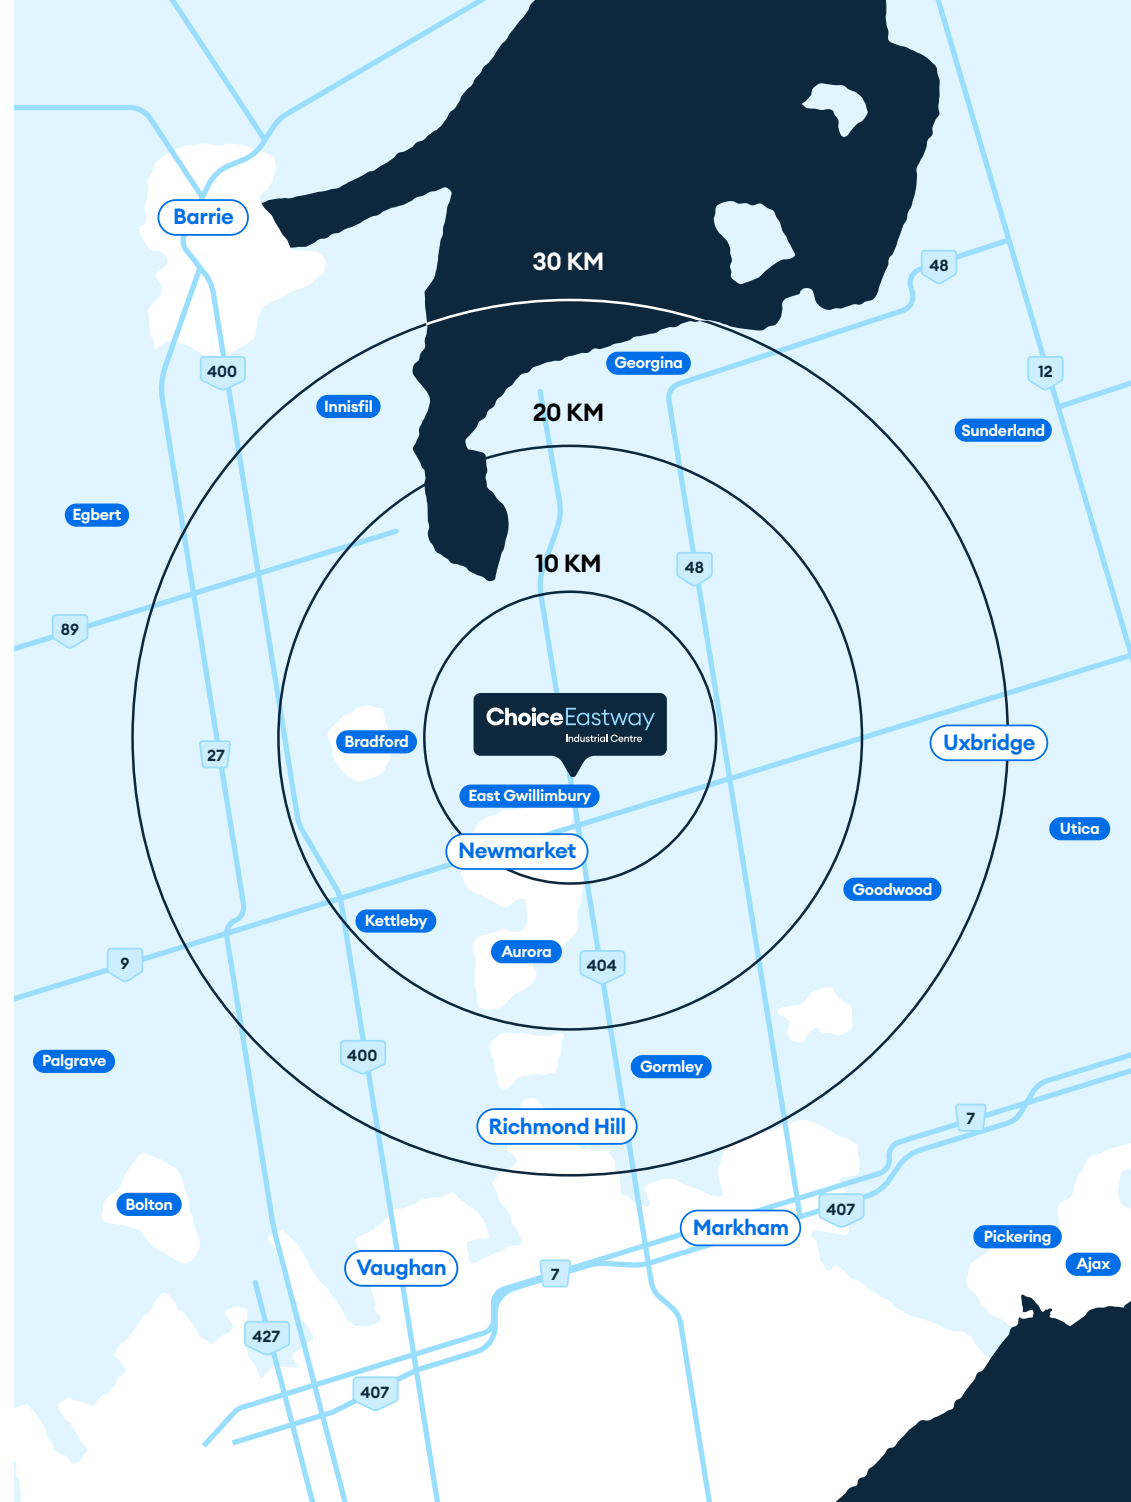 Barrie
30 KM
48
Georgina
400
12
Innisfil
20 KM
Sunderland
Egbert
10 KM
48
89
ChoiceEastway
Industrial Centre
Bradford
Uxbridge
27
East Gwillimbury
Utica
Newmarket
Goodwood
Kettleby
Aurora
9
404
400
Palgrave
Gormley
7
Richmond Hill
Bolton
407
Markham
Pickering
Vaughan
Ajax
7
427
407